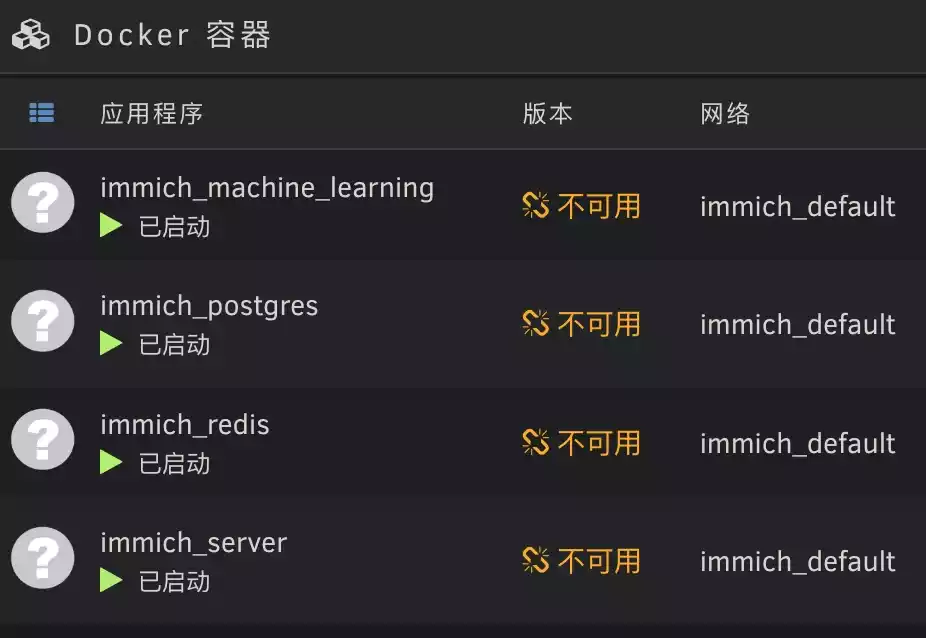 Docker 容器
应用程序 版本 网络
immich_machine_learning
已启动
不可用
immich_default
immich_postgres
已启动
不可用
immich_default
immich_redis
已启动
不可用
immich_default
immich_server
已启动
不可用
immich_default